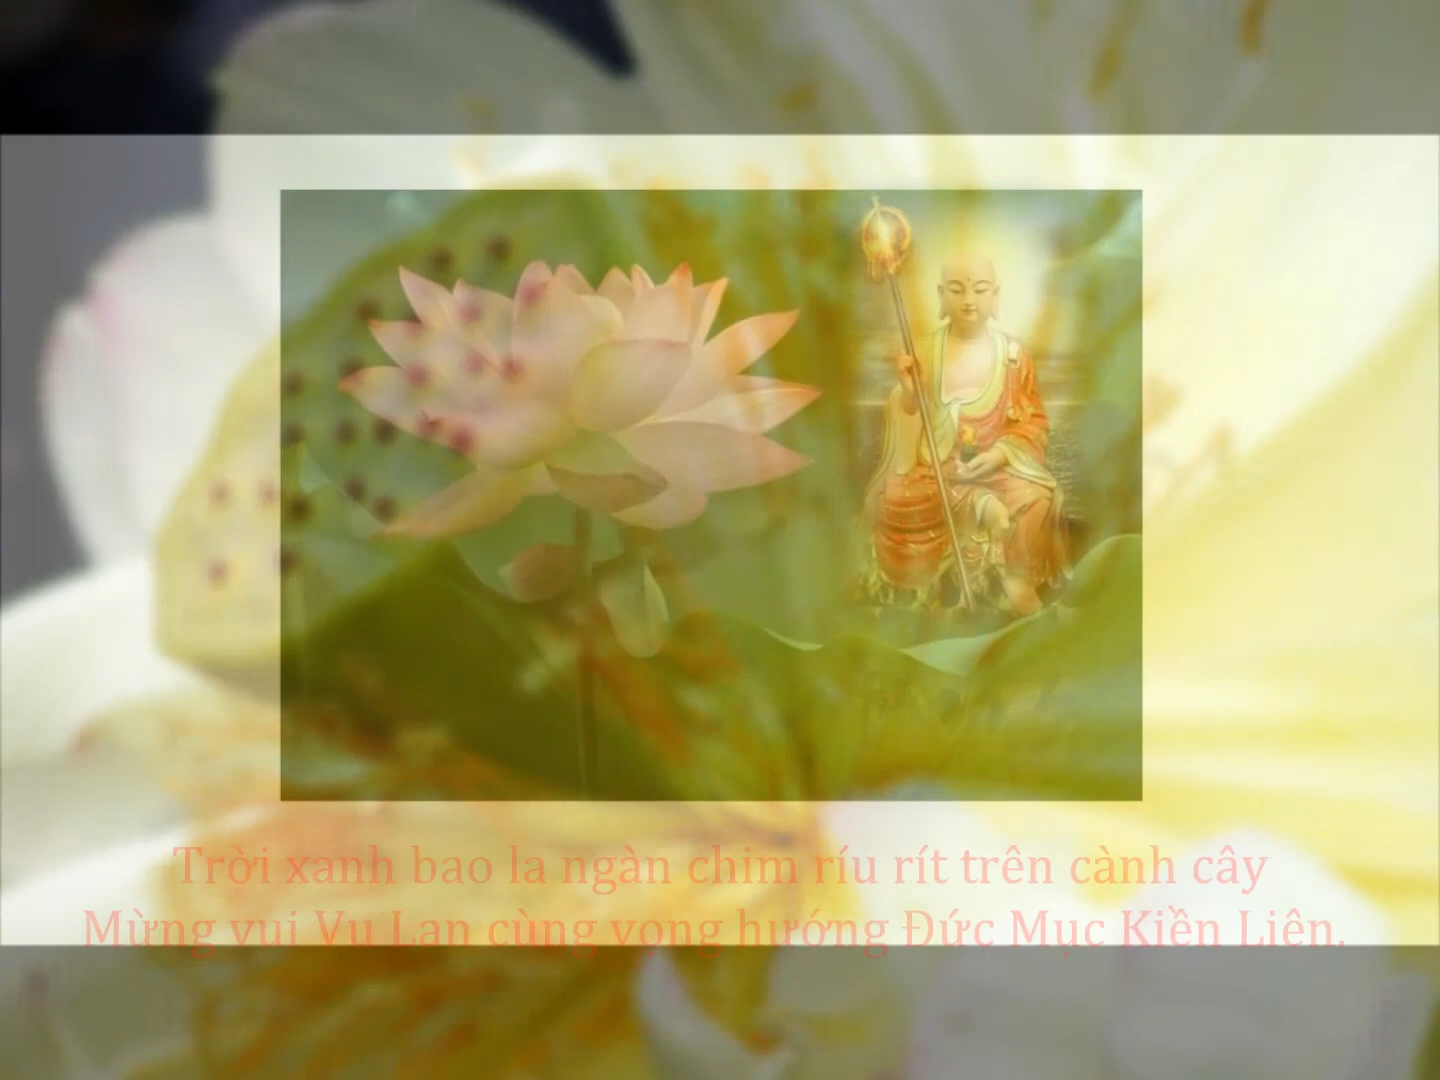 Trời xanh bao la ngàn chim ríu rít trên cành cây
Mừng vui Vu Lan cùng vọng hướng Đức Mục Kiền Liên.